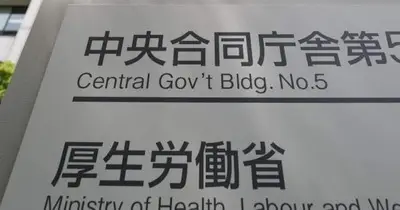 中央合同庁舎第5
Central Gov't Bldg. No.5
厚生労働省
Ministry of Health, Labour and We